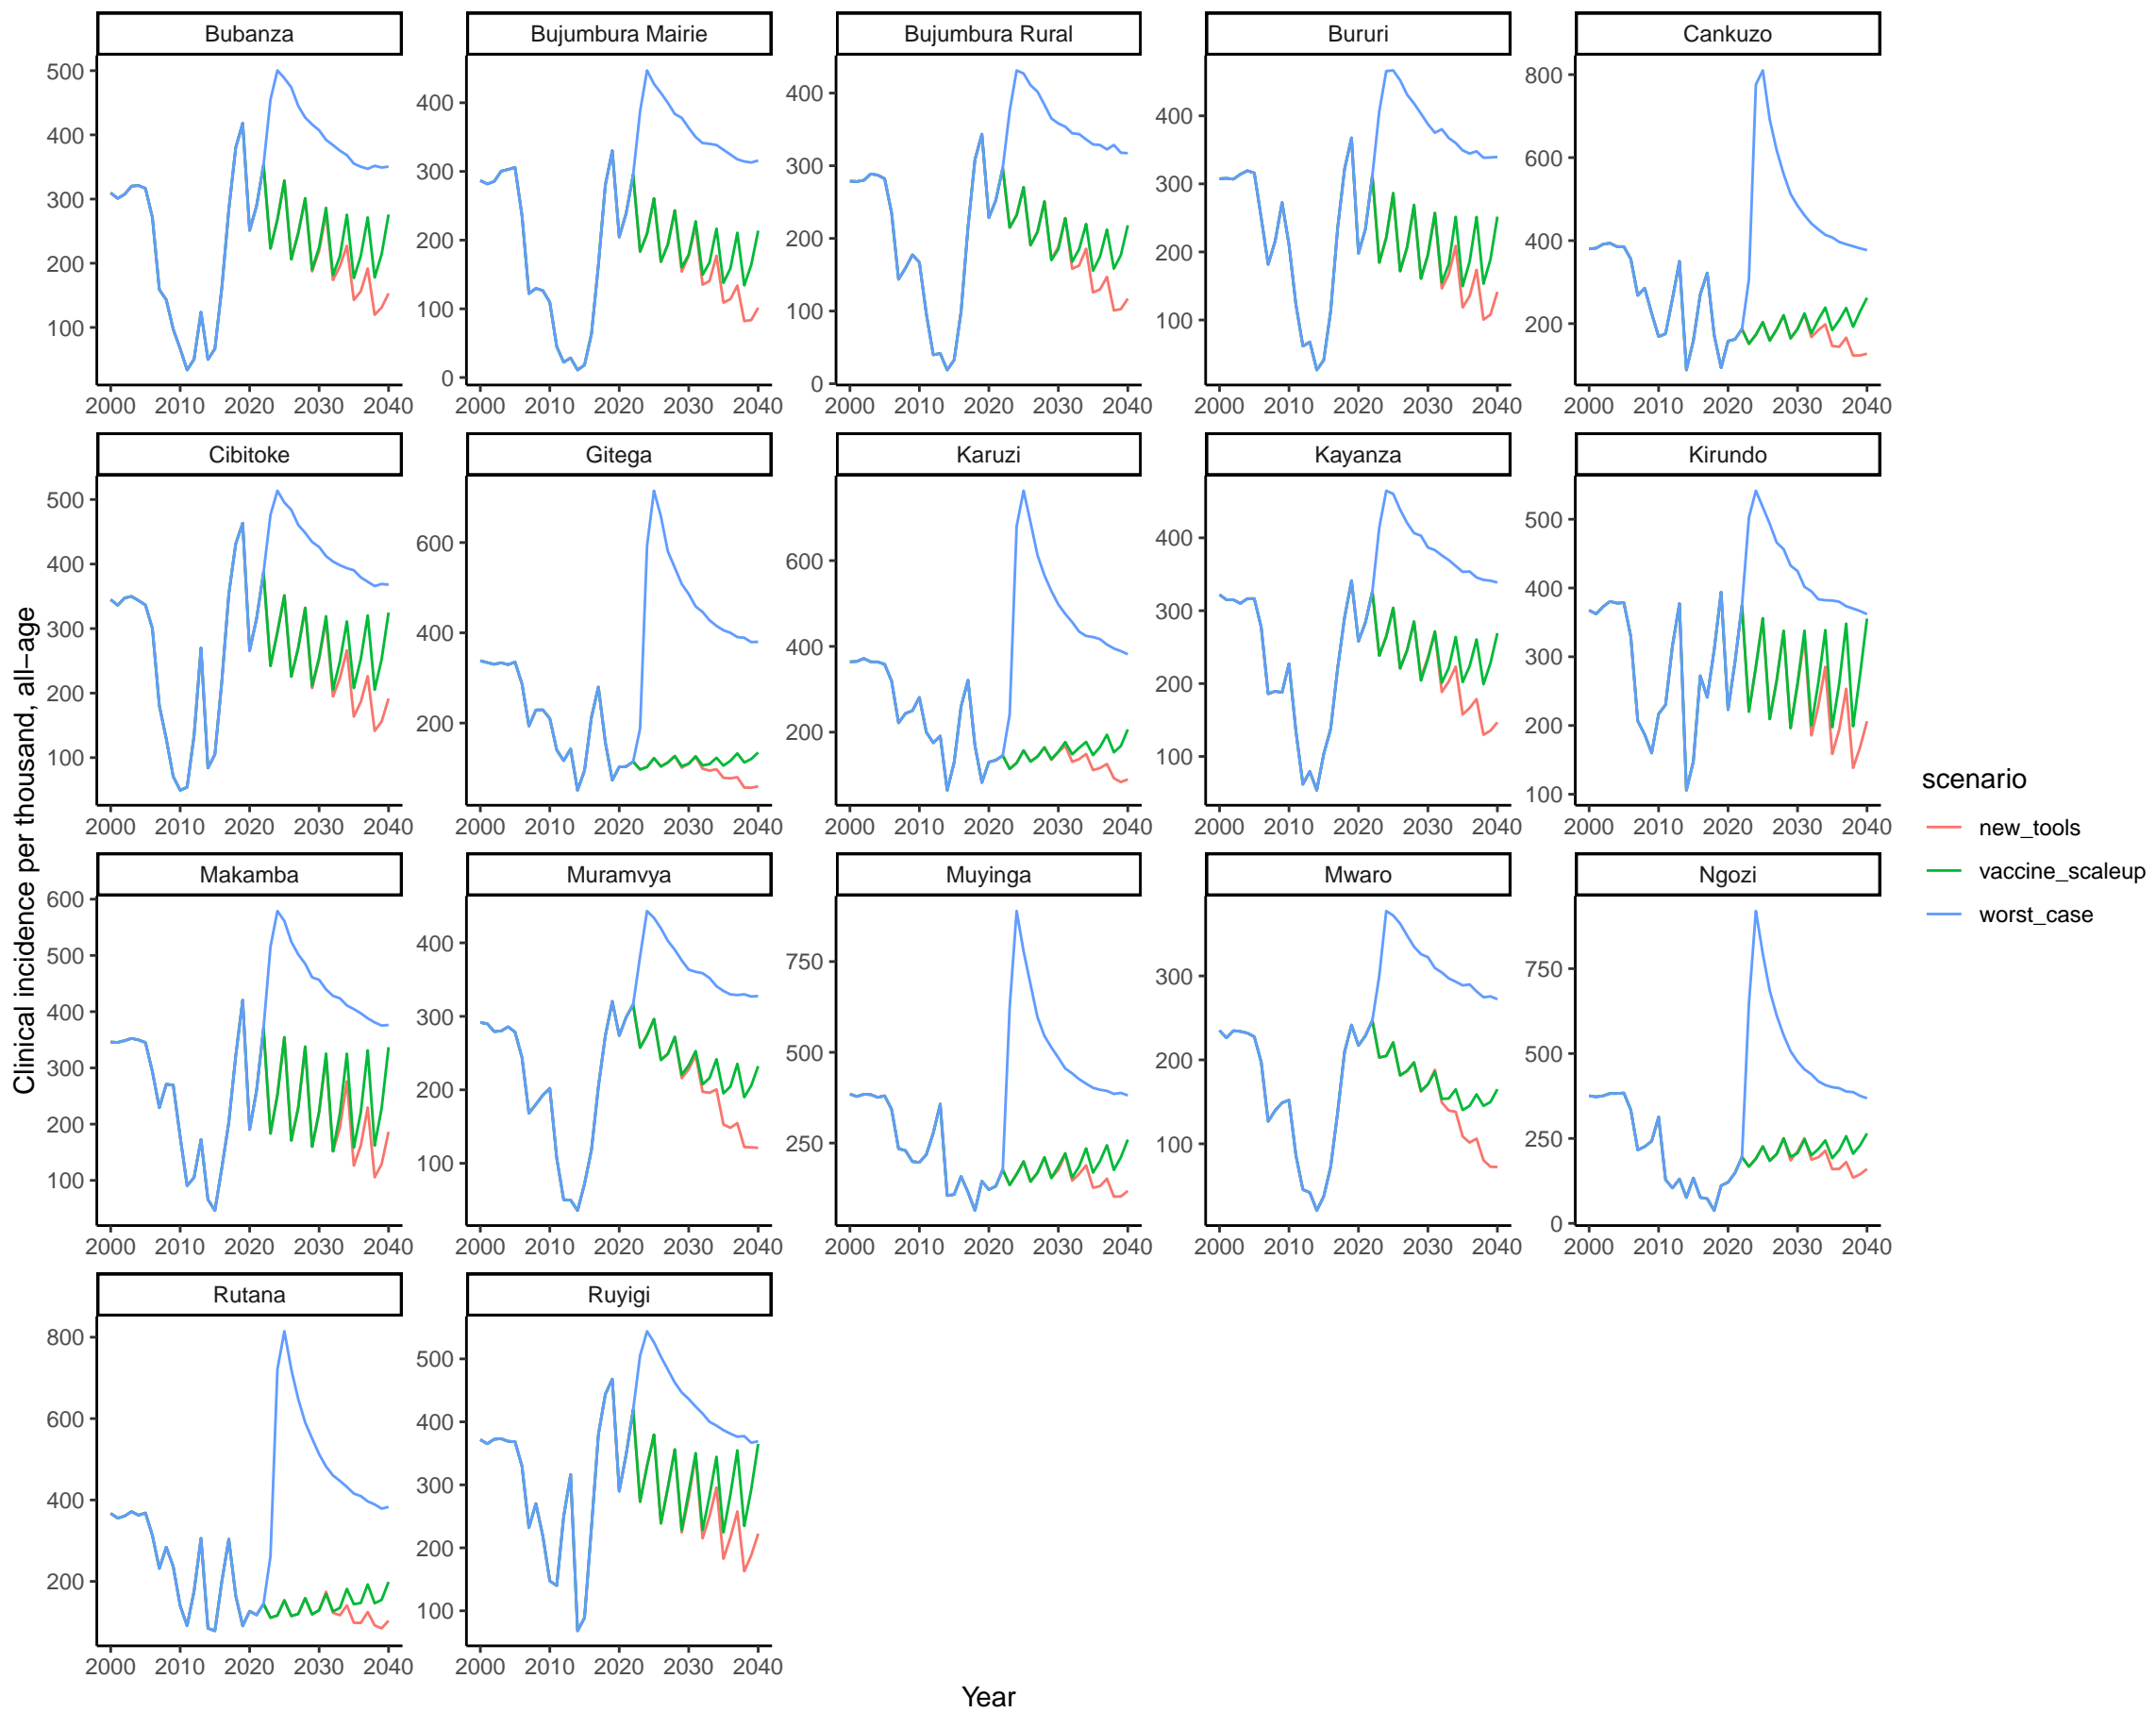 Bubanza
Bujumbura Mairie
Bujumbura Rural
Bururi
Cankuzo
500
400
300
200
100
400
300
200
100
0
400
300
200
100
0
400
300
200
100
800
600
400
200
2000 2010 2020 2030 2040
2000 2010 2020 2030 2040
2000 2010 2020 2030 2040
2000 2010 2020 2030 2040
2000 2010 2020 2030 2040
Cibitoke
Gitega
Karuzi
Kayanza
Kirundo
500
400
300
200
100
600
400
200
600
400
200
400
300
200
100
500
400
300
200
100
2000 2010 2020 2030 2040
2000 2010 2020 2030 2040
2000 2010 2020 2030 2040
2000 2010 2020 2030 2040
2000 2010 2020 2030 2040
Makamba
Muramvya
Muyinga
Mwaro
Ngozi
600
500
400
300
200
100
400
300
200
100
750
500
250
300
200
100
750
500
250
0
2000 2010 2020 2030 2040
2000 2010 2020 2030 2040
2000 2010 2020 2030 2040
2000 2010 2020 2030 2040
2000 2010 2020 2030 2040
Rutana
Ruyigi
800
600
400
200
500
400
300
200
100
2000 2010 2020 2030 2040
2000 2010 2020 2030 2040
Year
Clinical incidence per thousand, all−age
scenario
new_tools
vaccine_scaleup
worst_case